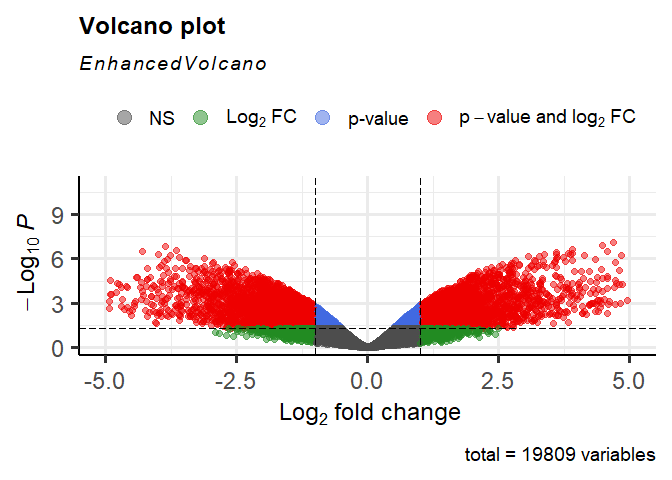 Volcano plot
EnhancedVolcano
NS Log₂ FC p-value p − value and log₂ FC
− Log₁₀ P
9
6
3
0
-5.0 -2.5 0.0 2.5 5.0
Log₂ fold change
total = 19809 variables